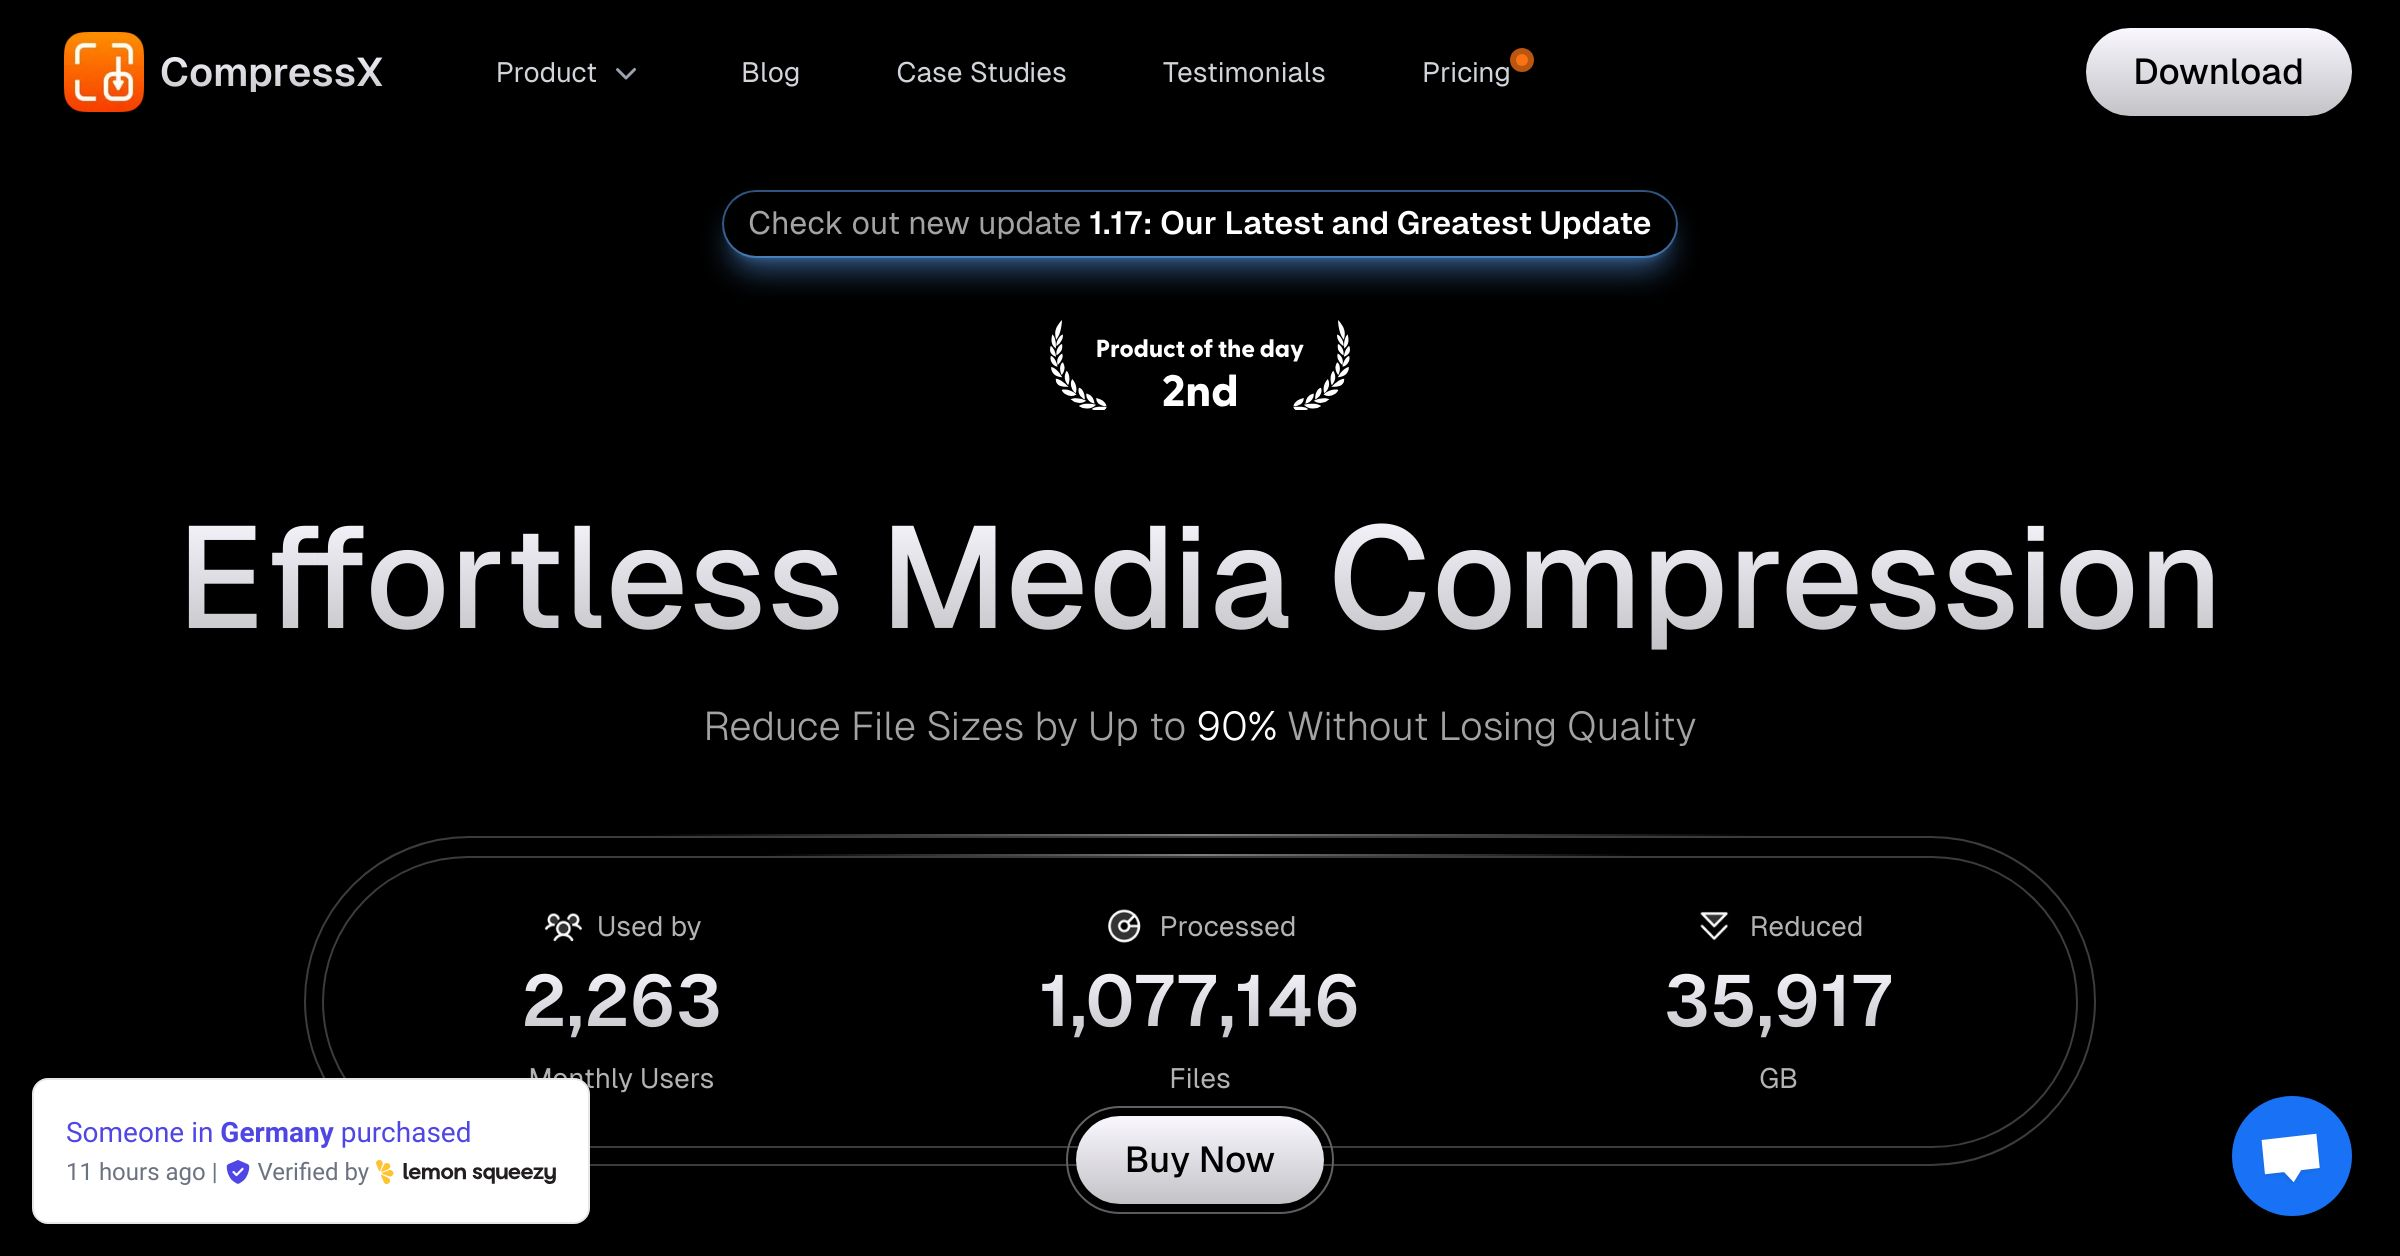 CompressX
Product
Blog
Case Studies
Testimonials
Pricing
Download
Check out new update 1.17: Our Latest and Greatest Update
Product of the day
2nd
Effortless Media Compression
Reduce File Sizes by Up to 90% Without Losing Quality
Used by
2,263
Monthly Users
Processed
1,077,146
Files
Reduced
35,917
GB
Buy Now
Someone in Germany purchased
11 hours ago | Verified by lemon squeezy